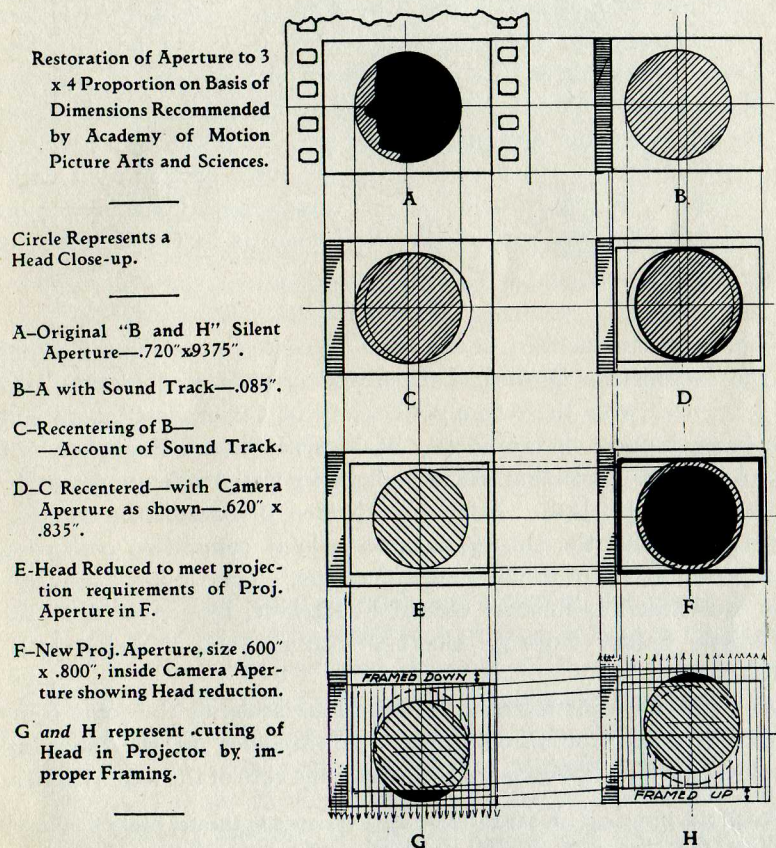 Restoration of Aperture to 3
x 4 Proportion on Basis of
Dimensions Recommended
by Academy of Motion
Picture Arts and Sciences.
Circle Represents a
Head Close-up.
A–Original "B and H" Silent
Aperture—.720"x9375".
B–A with Sound Track—.085".
C–Recentering of B—
—Account of Sound Track.
D–C Recentered—with Camera
Aperture as shown—.620" x
.835".
E-Head Reduced to meet projec-
tion requirements of Proj.
Aperture in F.
F–New Proj. Aperture, size .600"
x .800", inside Camera Aper-
ture showing Head reduction.
G and H represent cutting of
Head in Projector by im-
proper Framing.
A
B
C
D
E
F
FRAMED DOWN
FRAMED UP
G
H